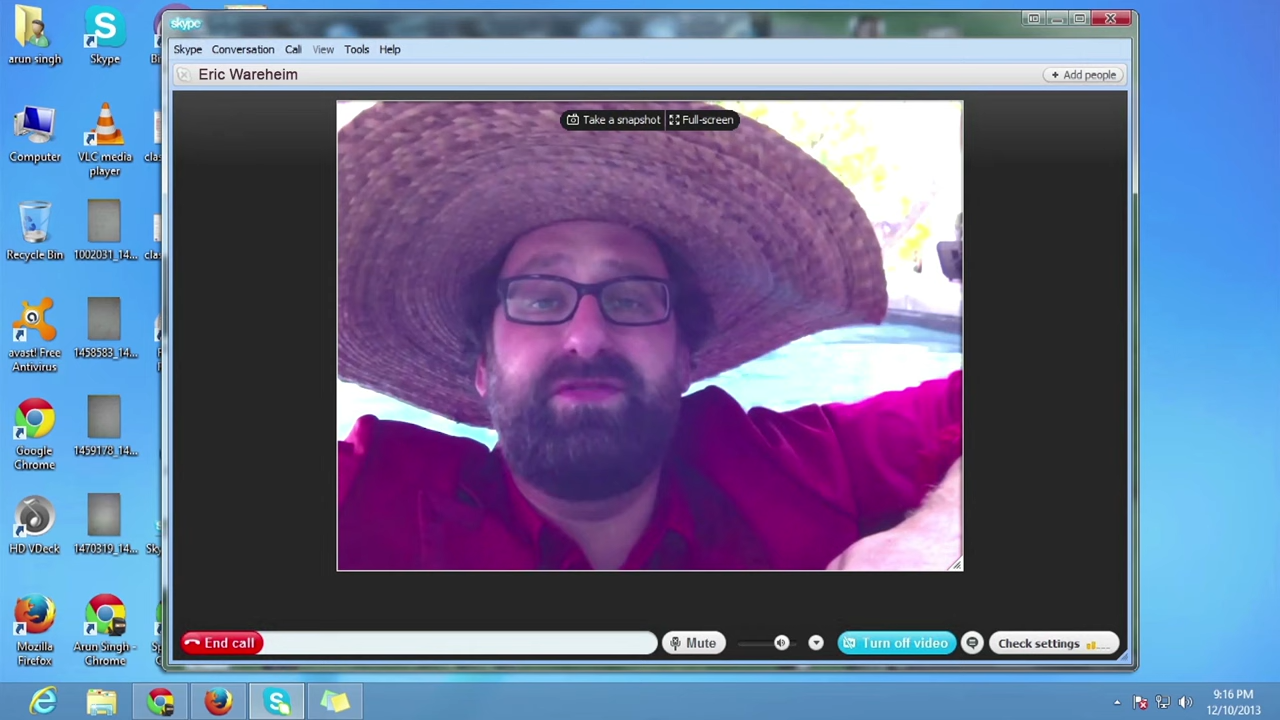 arun singh
Skype
Computer
VLC media
player
Recycle Bin
1002031_14...
avast! Free
Antivirus
1458583_14...
Google
Chrome
1459178_14...
HD VDeck
1470319_14...
Mozilla
Firefox
Arun Singh -
Chrome
skype
Skype Conversation Call View Tools Help
Eric Wareheim
+ Add people
Take a snapshot Full-screen
End call
Mute
Turn off video
Check settings
9:16 PM
12/10/2013